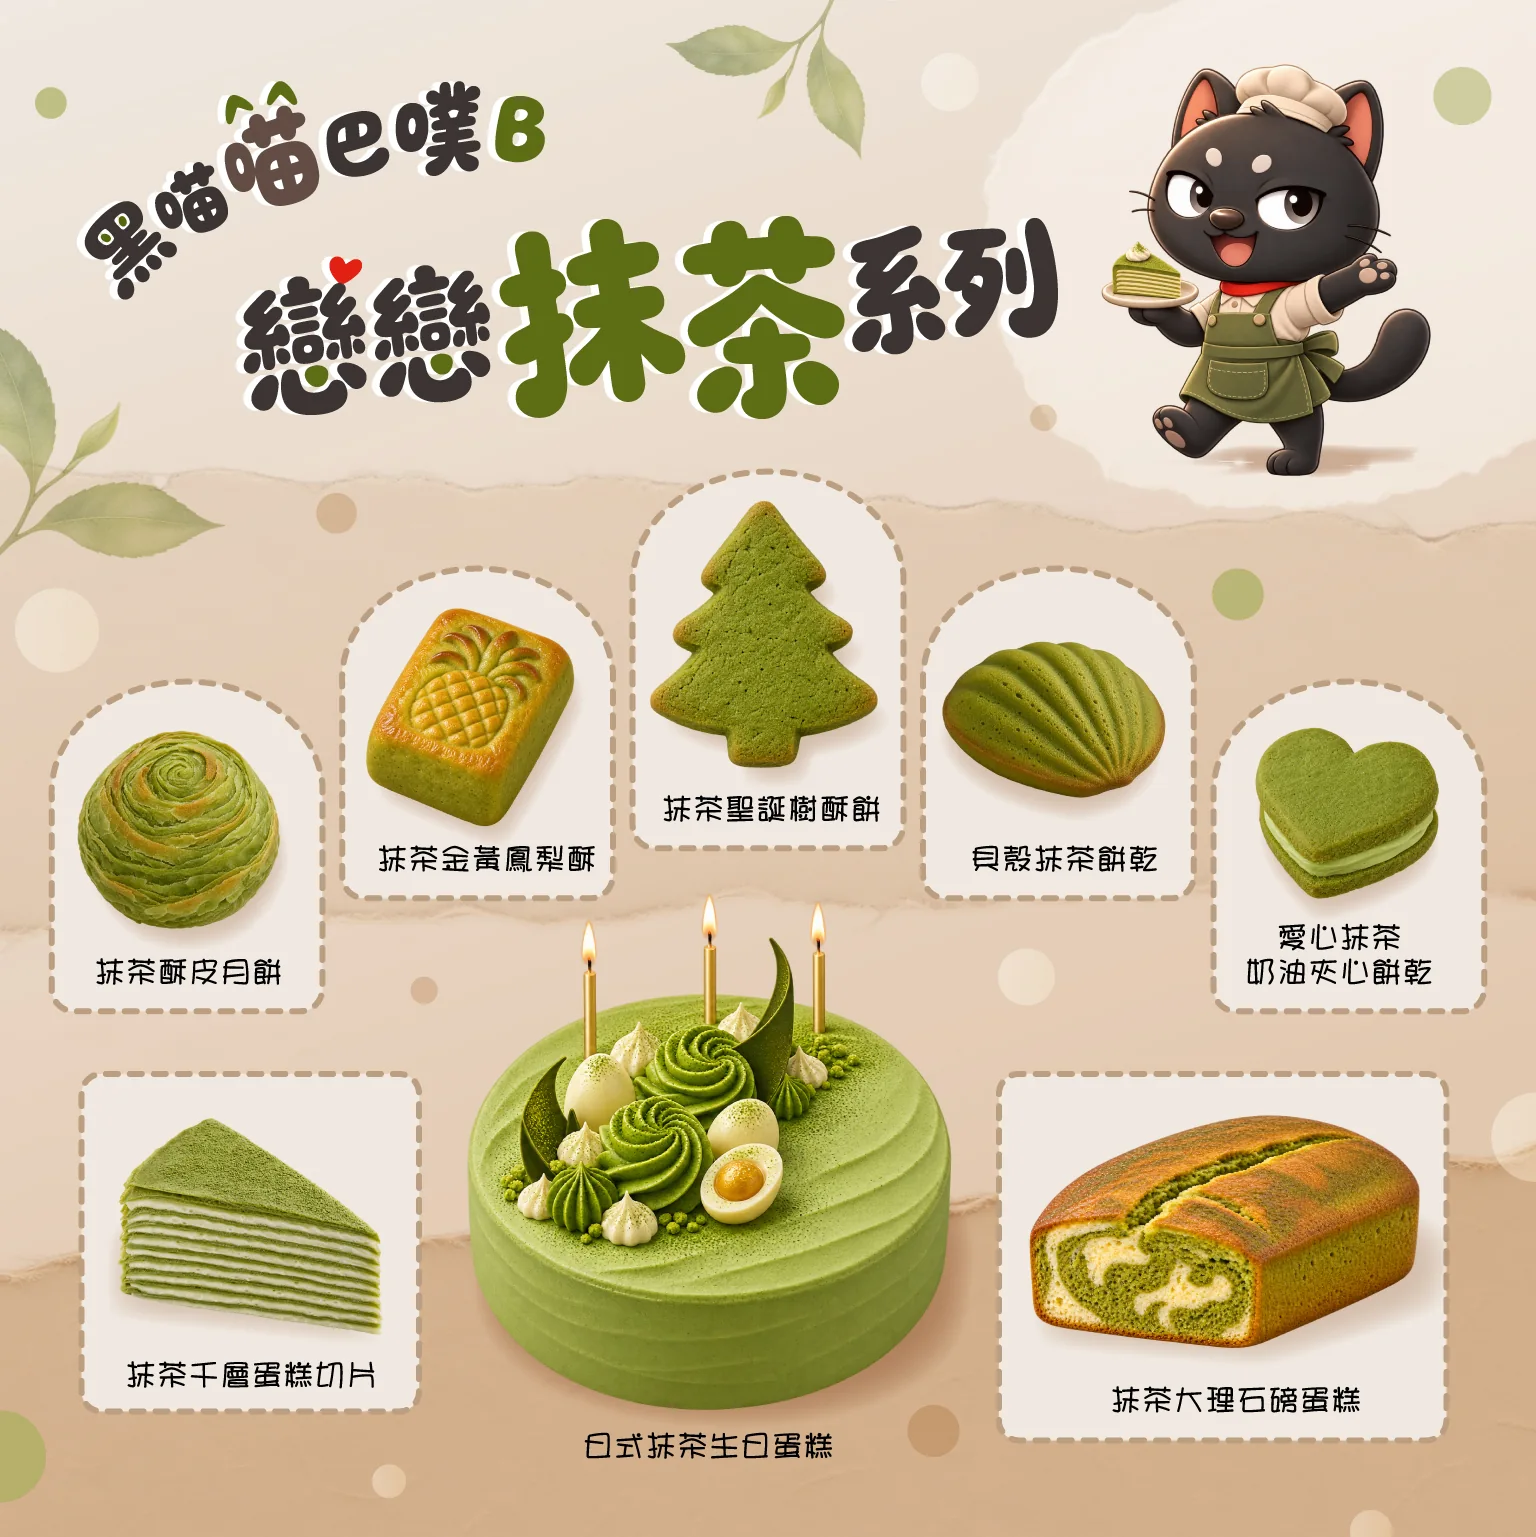 黑喵喵巴噗B
戀戀抹茶系列
抹茶聖誕樹酥餅
抹茶金黃鳳梨酥
貝殼抹茶餅乾
抹茶酥皮月餅
愛心抹茶
奶油夾心餅乾
抹茶千層蛋糕切片
日式抹茶生日蛋糕
抹茶大理石磅蛋糕